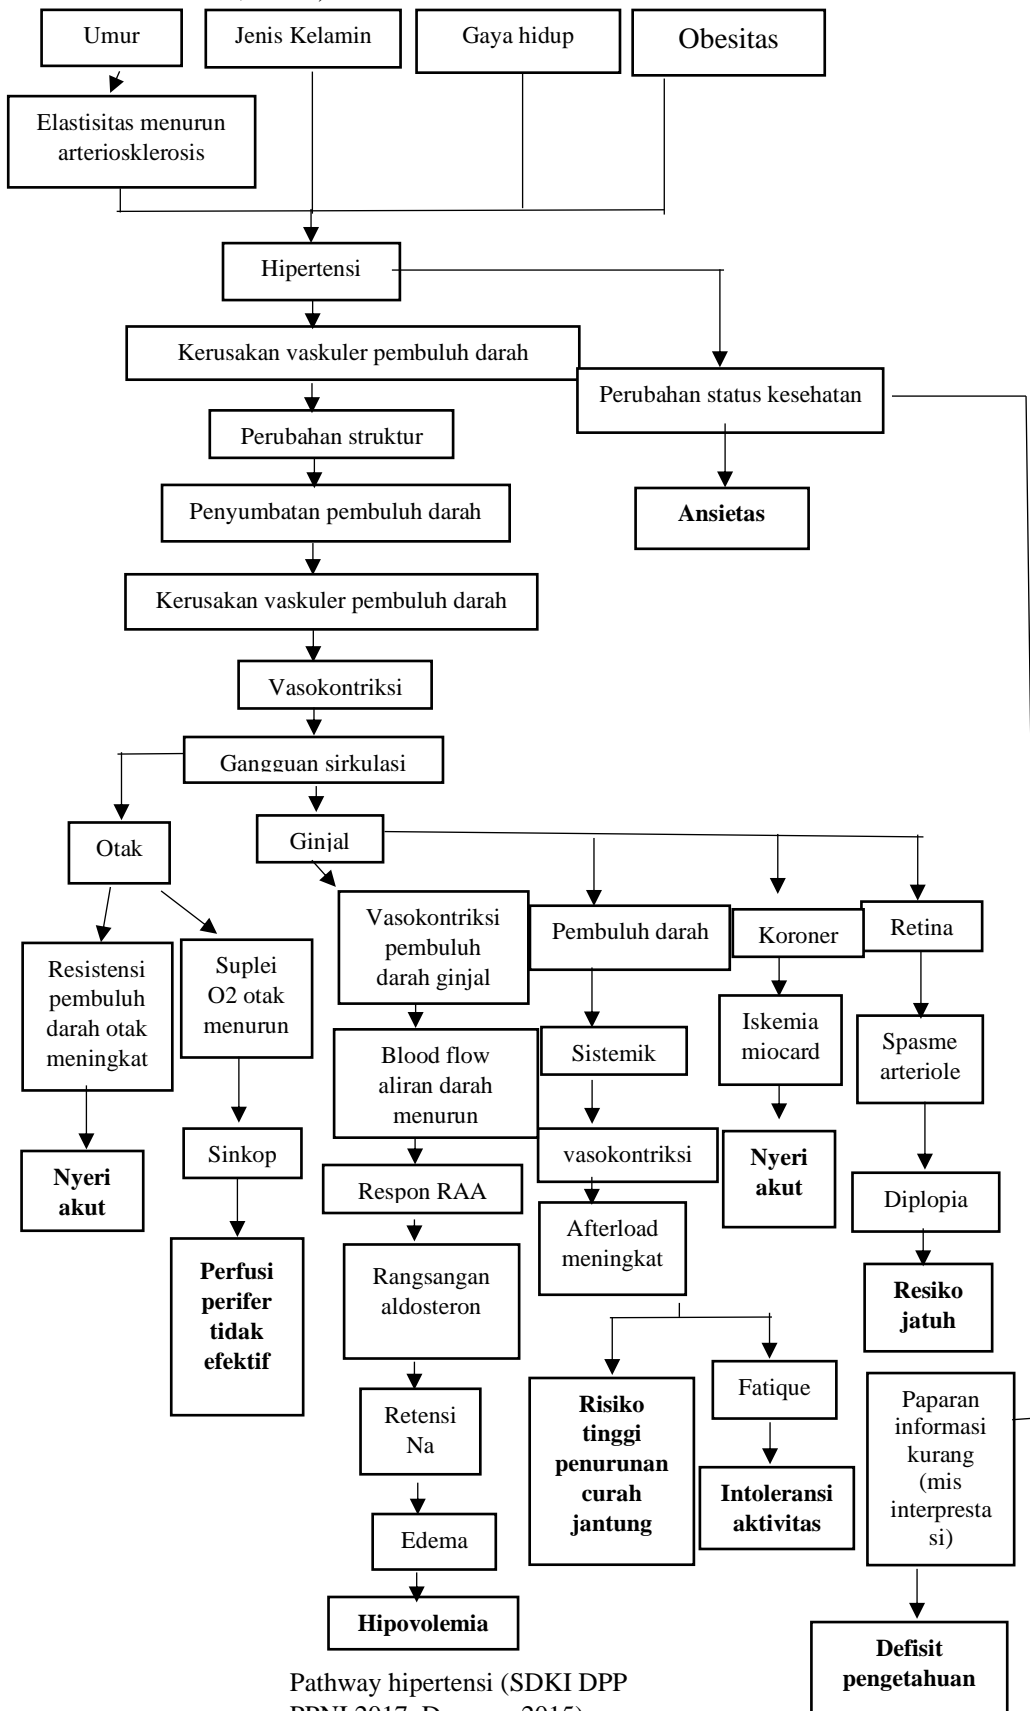 Umur
Jenis Kelamin
Gaya hidup
Obesitas
Elastisitas menurun
arteriosklerosis
Hipertensi
Kerusakan vaskuler pembuluh darah
Perubahan status kesehatan
Perubahan struktur
Penyumbatan pembuluh darah
Ansietas
Kerusakan vaskuler pembuluh darah
Vasokontriksi
Gangguan sirkulasi
Otak
Ginjal
Vasokontriksi
pembuluh
darah ginjal
Pembuluh darah
Koroner
Retina
Resistensi
pembuluh
darah otak
meningkat
Suplei
O2 otak
menurun
Blood flow
aliran darah
menurun
Sistemik
Iskemia
miocard
Spasme
arteriole
Nyeri
akut
Sinkop
Respon RAA
vasokontriksi
Nyeri
akut
Diplopia
Perfusi
perifer
tidak
efektif
Rangsangan
aldosteron
Afterload
meningkat
Resiko
jatuh
Retensi
Na
Risiko
tinggi
penurunan
curah
jantung
Fatique
Paparan
informasi
kurang
(mis
interpresta
si)
Intoleransi
aktivitas
Edema
Hipovolemia
Defisit
pengetahuan
Pathway hipertensi (SDKI DPP
PPNI 2017, 2015)